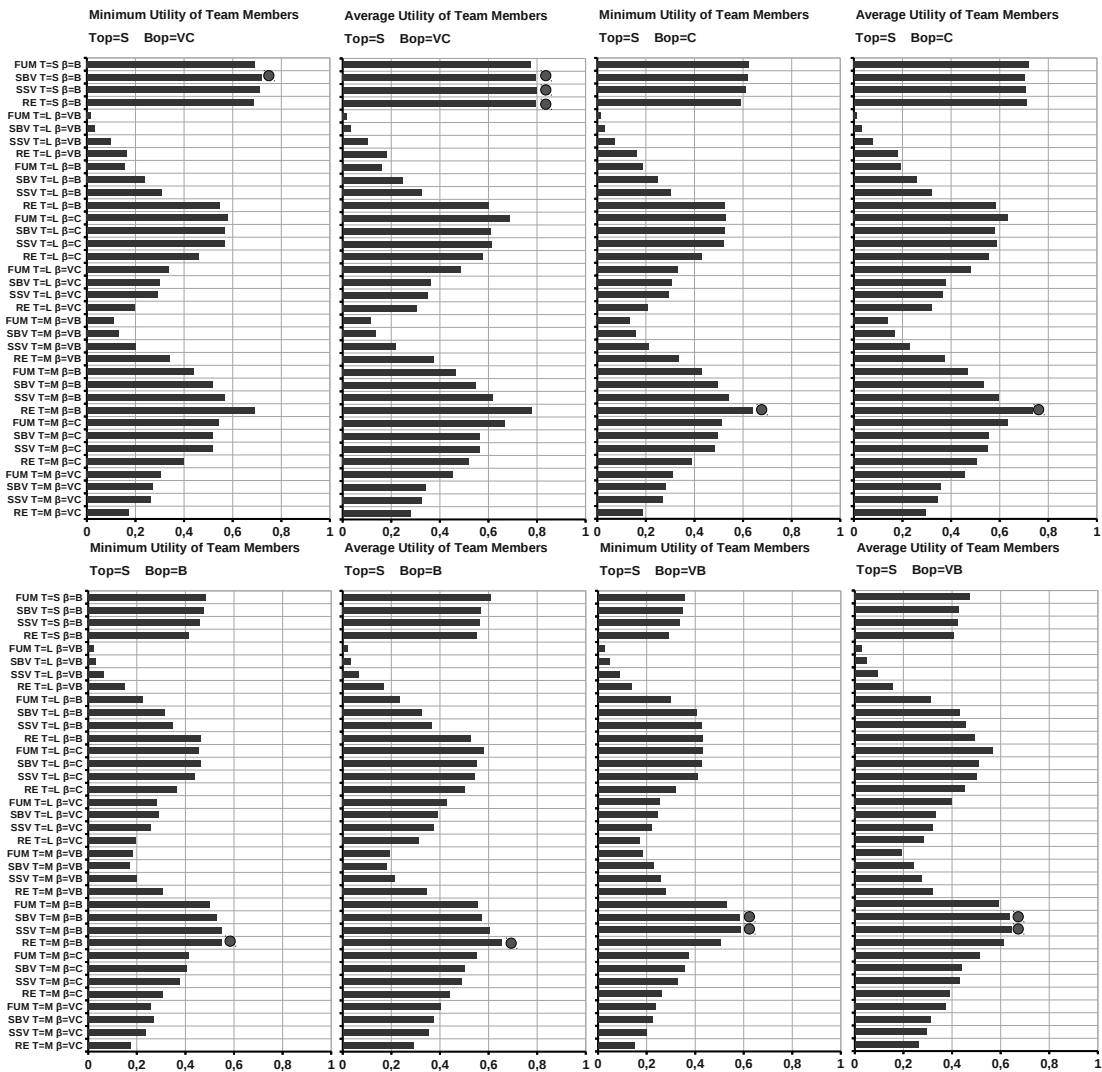 Minimum Utility of Team Members
Top=S Bop=VC
Average Utility of Team Members
Top=S Bop=VC
Minimum Utility of Team Members
Top=S Bop=C
Average Utility of Team Members
Top=S Bop=C
FUM T=S β=B
SBV T=S β=B
SSV T=S β=B
RE T=S β=B
FUM T=L β=VB
SBV T=L β=VB
SSV T=L β=VB
RE T=L β=VB
FUM T=L β=B
SBV T=L β=B
SSV T=L β=B
RE T=L β=B
FUM T=L β=C
SBV T=L β=C
SSV T=L β=C
RE T=L β=C
FUM T=L β=VC
SBV T=L β=VC
SSV T=L β=VC
RE T=L β=VC
FUM T=M β=VB
SBV T=M β=VB
SSV T=M β=VB
RE T=M β=VB
FUM T=M β=B
SBV T=M β=B
SSV T=M β=B
RE T=M β=B
FUM T=M β=C
SBV T=M β=C
SSV T=M β=C
RE T=M β=C
FUM T=M β=VC
SBV T=M β=VC
SSV T=M β=VC
RE T=M β=VC
0 0,2 0,4 0,6 0,8 1
0 0,2 0,4 0,6 0,8 1
0 0,2 0,4 0,6 0,8 1
0 0,2 0,4 0,6 0,8 1
Minimum Utility of Team Members
Top=S Bop=B
Average Utility of Team Members
Top=S Bop=B
Minimum Utility of Team Members
Top=S Bop=VB
Average Utility of Team Members
Top=S Bop=VB
FUM T=S β=B
SBV T=S β=B
SSV T=S β=B
RE T=S β=B
FUM T=L β=VB
SBV T=L β=VB
SSV T=L β=VB
RE T=L β=VB
FUM T=L β=B
SBV T=L β=B
SSV T=L β=B
RE T=L β=B
FUM T=L β=C
SBV T=L β=C
SSV T=L β=C
RE T=L β=C
FUM T=L β=VC
SBV T=L β=VC
SSV T=L β=VC
RE T=L β=VC
FUM T=M β=VB
SBV T=M β=VB
SSV T=M β=VB
RE T=M β=VB
FUM T=M β=B
SBV T=M β=B
SSV T=M β=B
RE T=M β=B
FUM T=M β=C
SBV T=M β=C
SSV T=M β=C
RE T=M β=C
FUM T=M β=VC
SBV T=M β=VC
SSV T=M β=VC
RE T=M β=VC
0 0,2 0,4 0,6 0,8 1
0 0,2 0,4 0,6 0,8 1
0 0,2 0,4 0,6 0,8 1
0 0,2 0,4 0,6 0,8 1